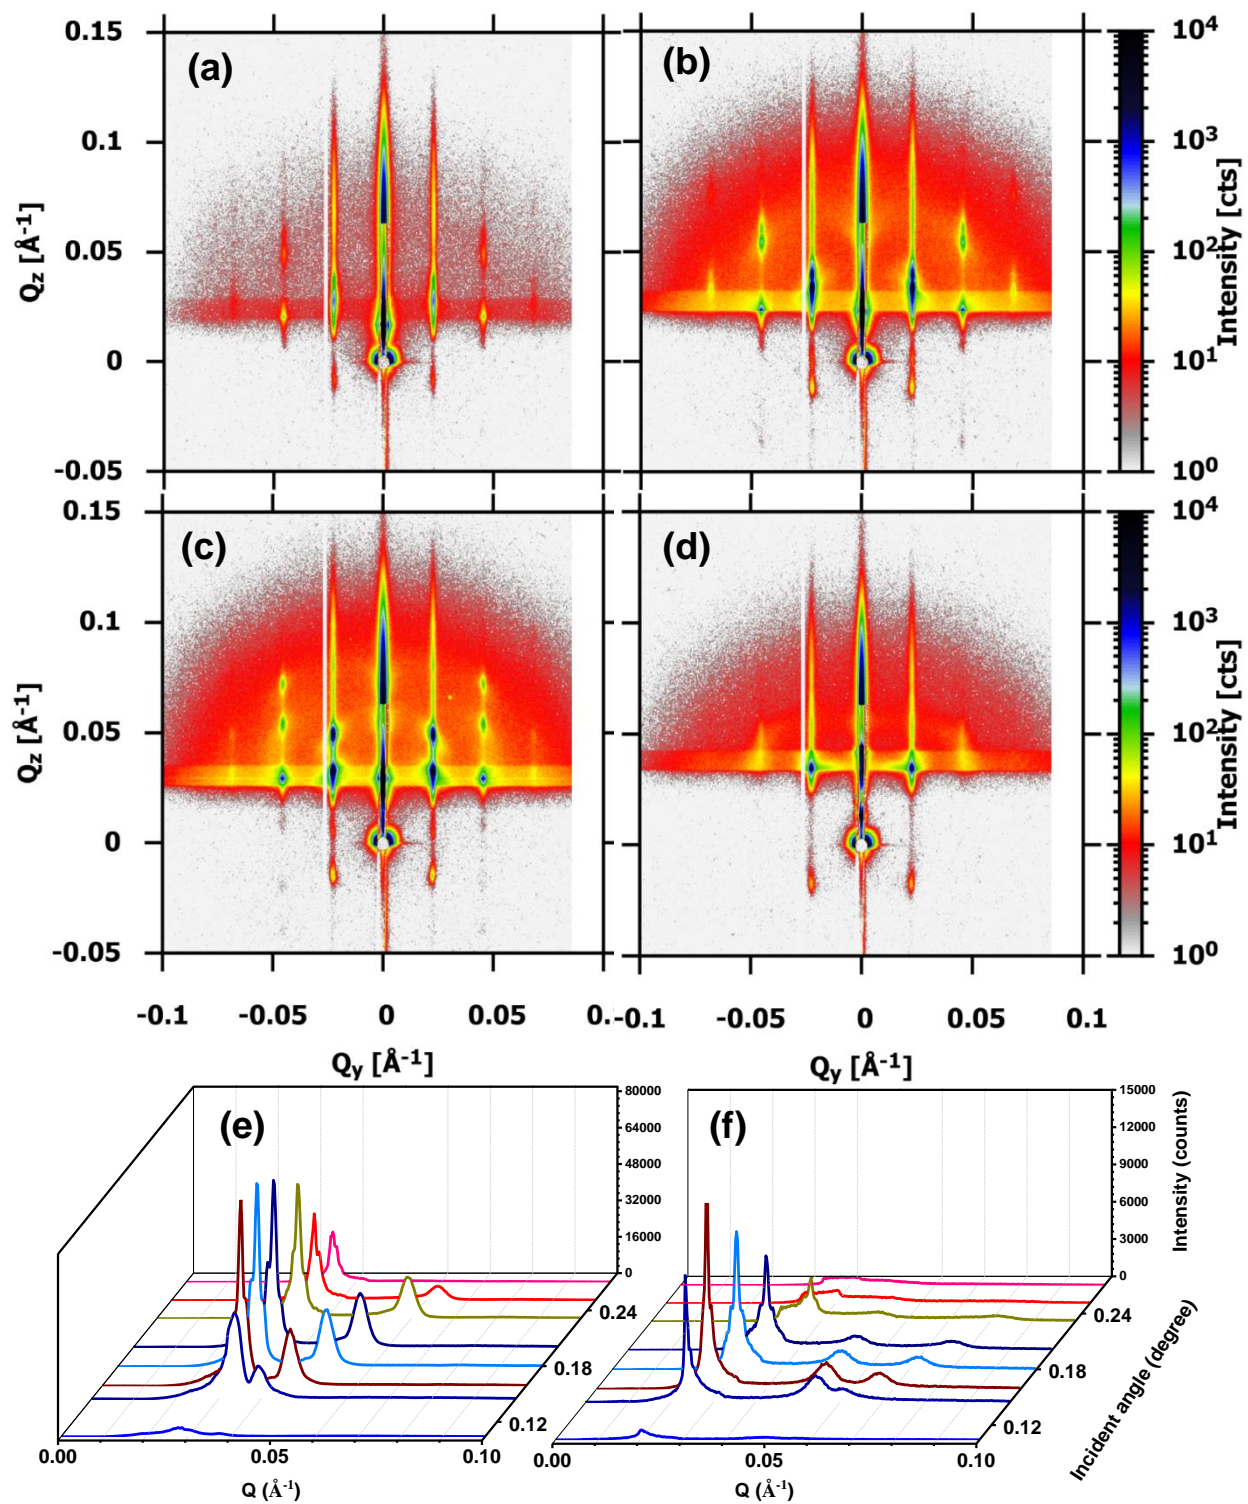 (a)
(b)
0.15
0.1
0.05
0
-0.05
Qz [Å-1]
10⁴
10³
10²
10¹
10⁰
Intensity [cts]
(c)
(d)
0.15
0.1
0.05
0
-0.05
Qz [Å-1]
10⁴
10³
10²
10¹
10⁰
Intensity [cts]
-0.1 -0.05 0 0.05 0.
-0.1 -0.05 0 0.05 0.1
Qy [Å-1]
Qy [Å-1]
(e)
80000
64000
48000
32000
16000
0
0.24
0.18
0.12
0.00 0.05 0.10
Q (Å-1)
(f)
15000
12000
9000
6000
3000
0
Intensity (counts)
0.24
0.18
0.12
Incident angle (degree)
0.00 0.05 0.10
Q (Å-1)